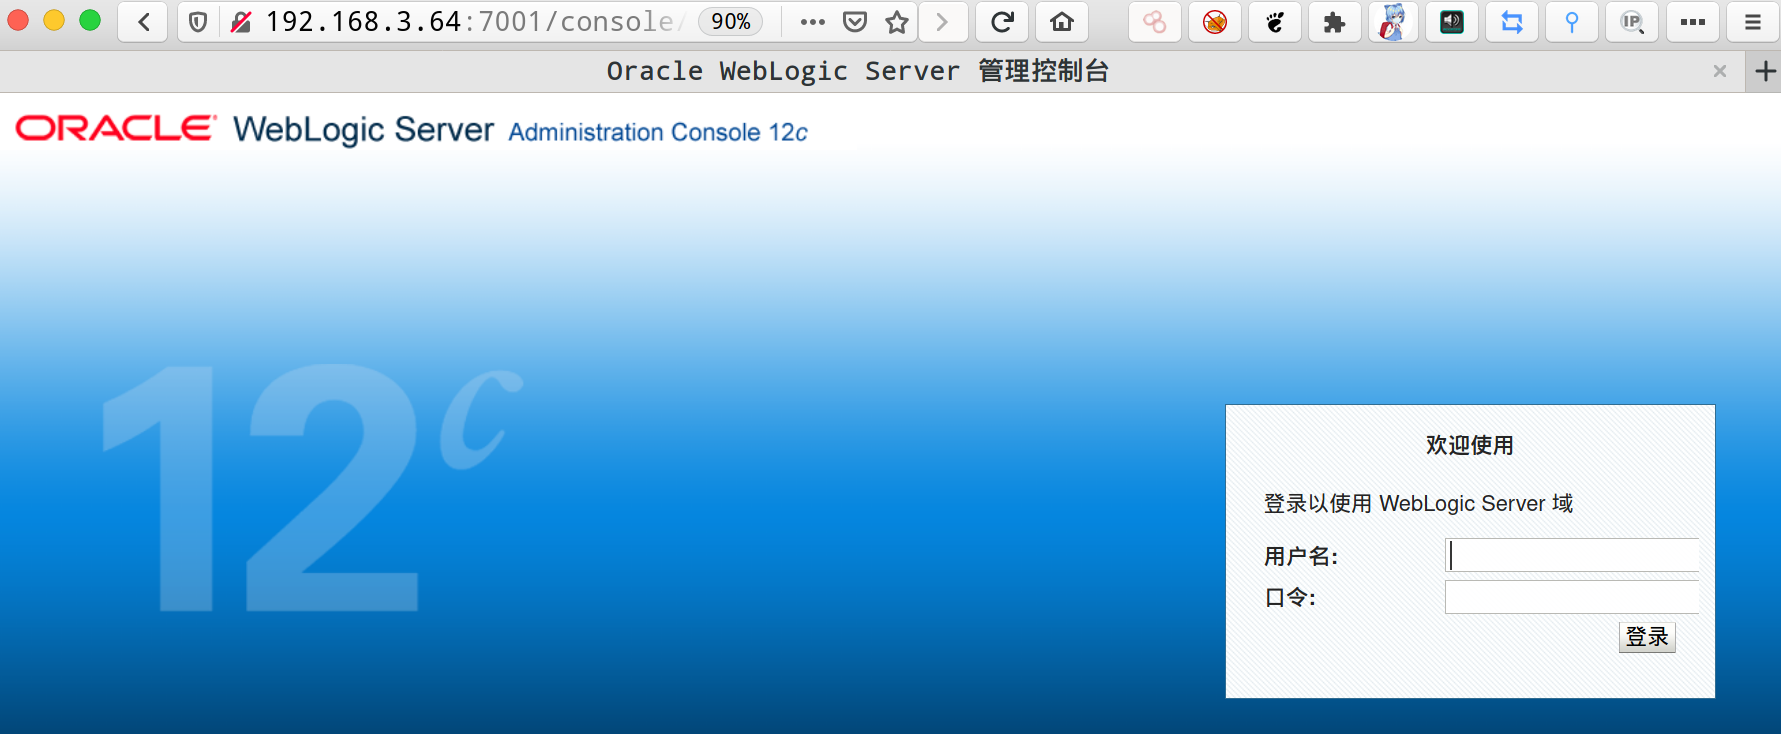 192.168.3.64:7001/console/ 90%
IP
Oracle WebLogic Server 管理控制台
ORACLE WebLogic Server Administration Console 12c
12c
欢迎使用
登录以使用 WebLogic Server 域
用户名:
口令:
登录